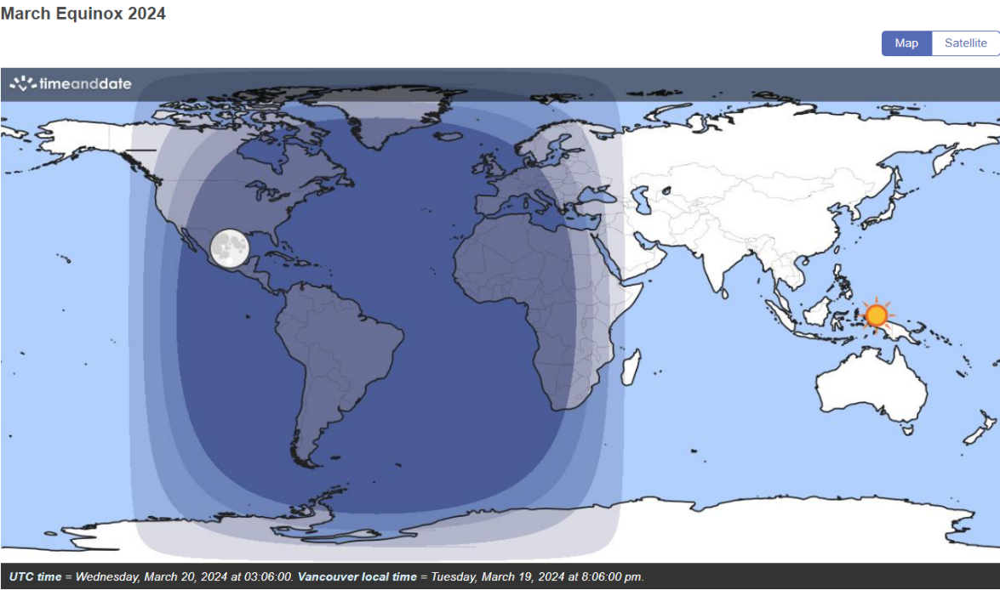 March Equinox 2024
Map Satellite
timeanddate
UTC time = Wednesday, March 20, 2024 at 03:06:00. Vancouver local time = Tuesday, March 19, 2024 at 8:06:00 pm.